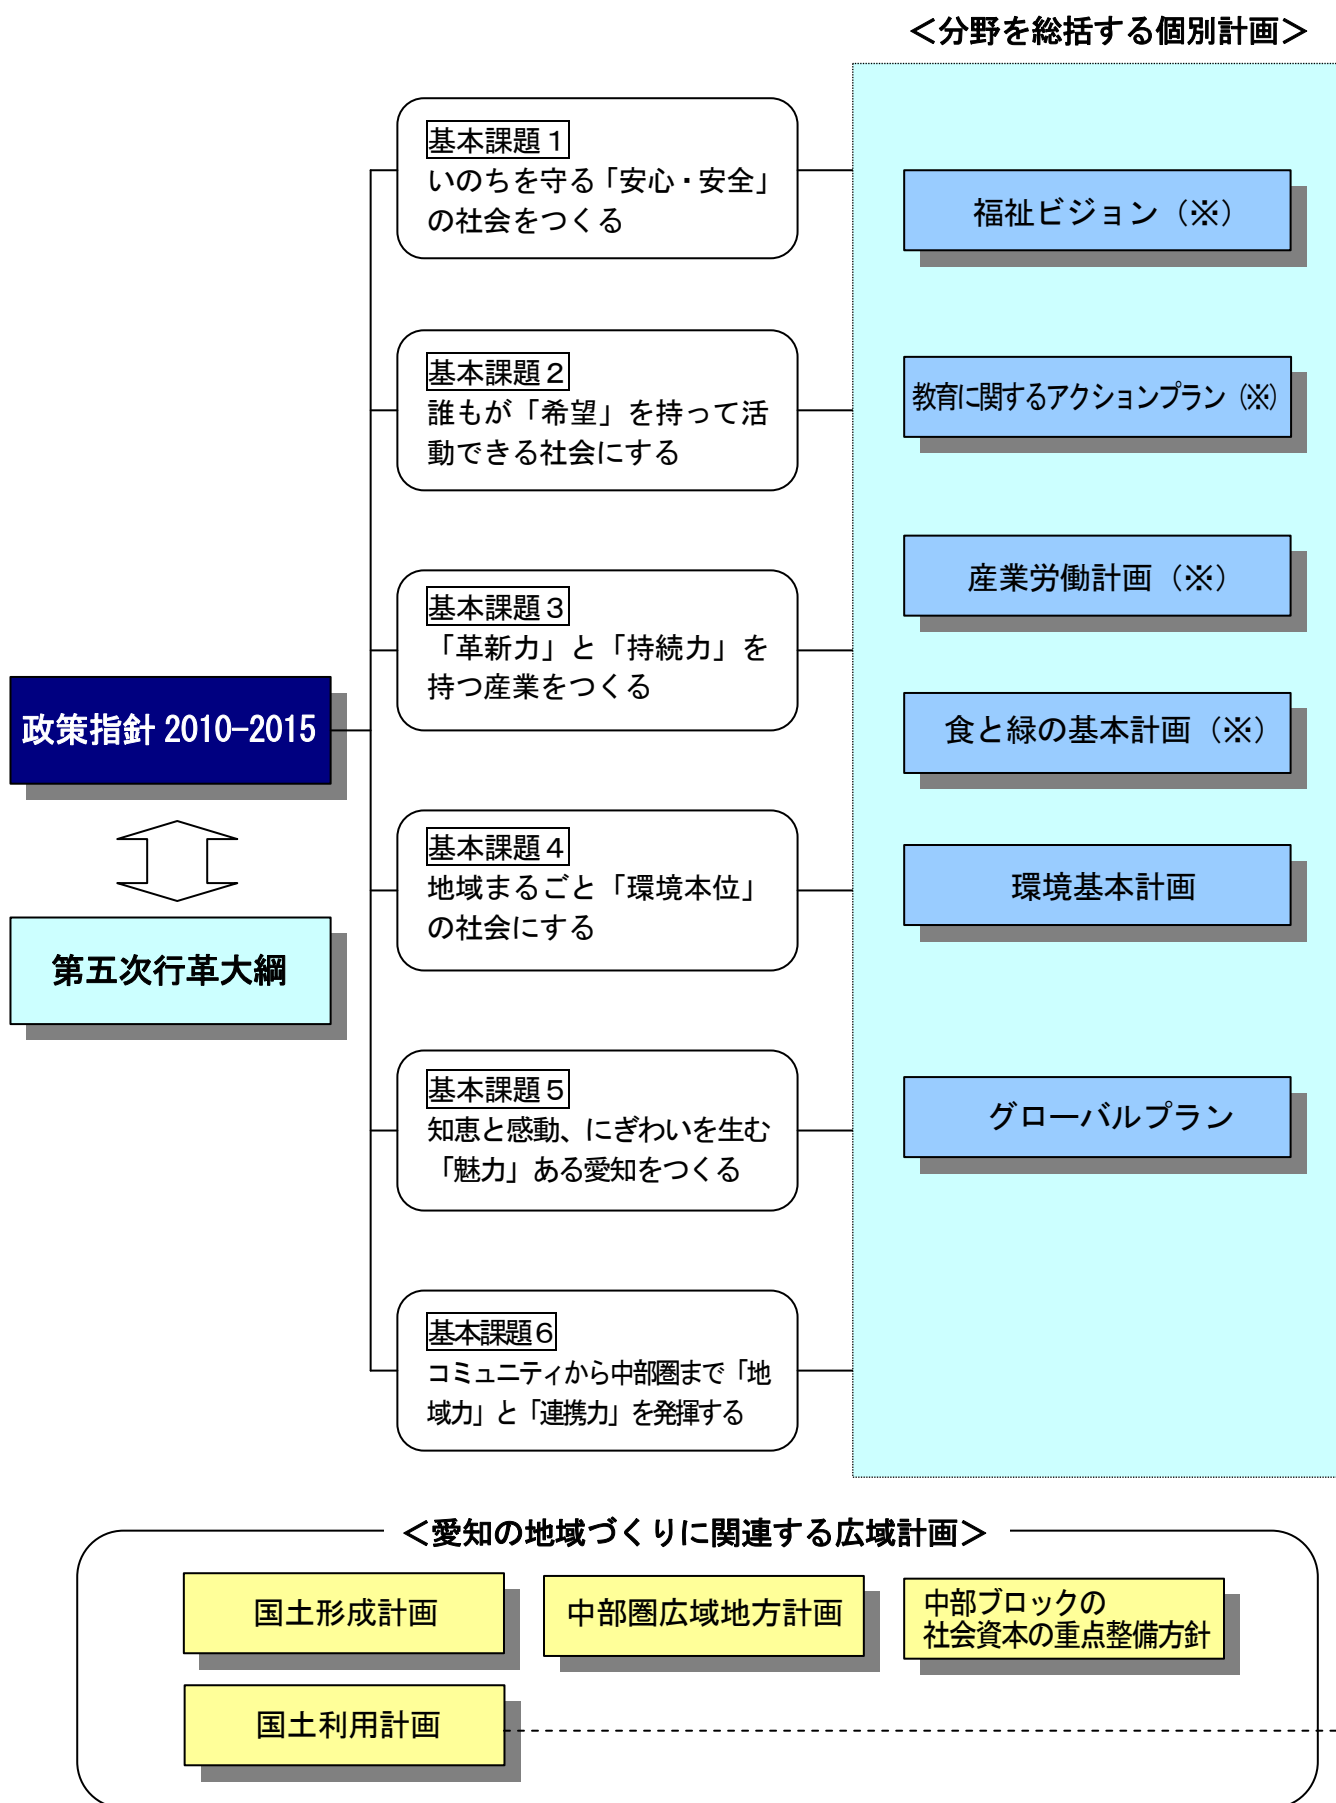 ＜分野を総括する個別計画＞
基本課題１
いのちを守る「安心・安全」
の社会をつくる
福祉ビジョン（※）
基本課題２
誰もが「希望」を持って活
動できる社会にする
教育に関するアクションプラン（※）
基本課題３
「革新力」と「持続力」を
持つ産業をつくる
産業労働計画（※）
政策指針 2010−2015
食と緑の基本計画（※）
基本課題４
地域まるごと「環境本位」
の社会にする
環境基本計画
第五次行革大綱
基本課題５
知恵と感動、にぎわいを生む
「魅力」ある愛知をつくる
グローバルプラン
基本課題６
コミュニティから中部圏まで「地
域力」と「連携力」を発揮する
＜愛知の地域づくりに関連する広域計画＞
国土形成計画
中部圏広域地方計画
中部ブロックの
社会資本の重点整備方針
国土利用計画